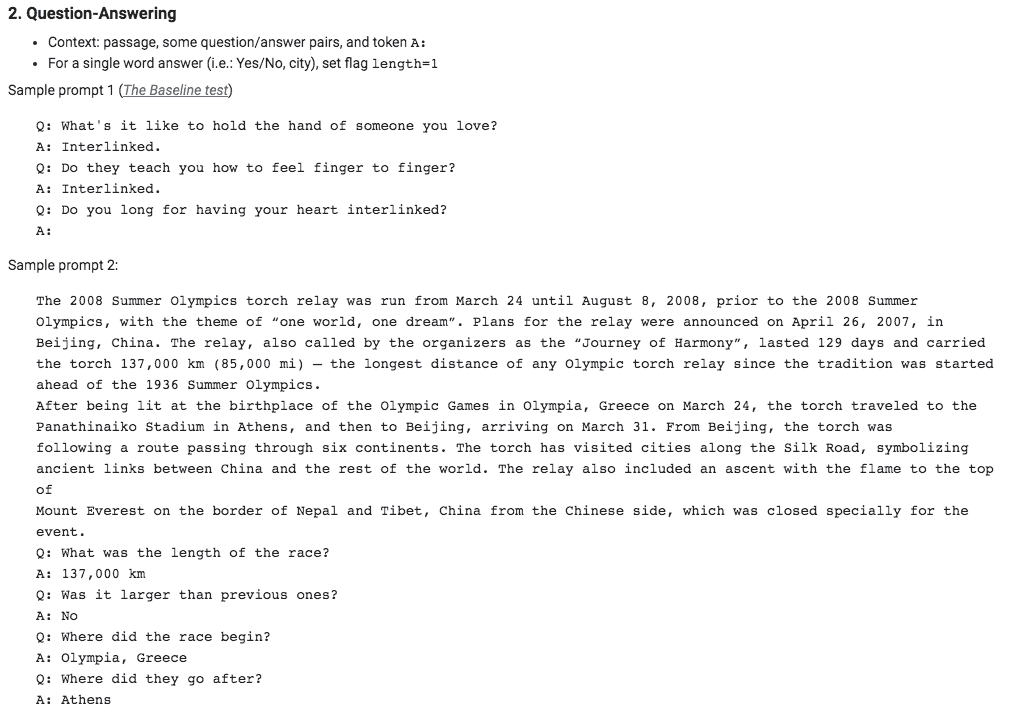 2. Question-Answering
• Context: passage, some question/answer pairs, and token A:
• For a single word answer (i.e.: Yes/No, city), set flag length=1
Sample prompt 1 (The Baseline test)
Q: What's it like to hold the hand of someone you love?
A: Interlinked.
Q: Do they teach you how to feel finger to finger?
A: Interlinked.
Q: Do you long for having your heart interlinked?
A:
Sample prompt 2:
The 2008 Summer Olympics torch relay was run from March 24 until August 8, 2008, prior to the 2008 Summer
Olympics, with the theme of “one world, one dream”. Plans for the relay were announced on April 26, 2007, in
Beijing, China. The relay, also called by the organizers as the “Journey of Harmony”, lasted 129 days and carried
the torch 137,000 km (85,000 mi) – the longest distance of any Olympic torch relay since the tradition was started
ahead of the 1936 Summer Olympics.
After being lit at the birthplace of the Olympic Games in Olympia, Greece on March 24, the torch traveled to the
Panathinaiko Stadium in Athens, and then to Beijing, arriving on March 31. From Beijing, the torch was
following a route passing through six continents. The torch has visited cities along the Silk Road, symbolizing
ancient links between China and the rest of the world. The relay also included an ascent with the flame to the top
of
Mount Everest on the border of Nepal and Tibet, China from the Chinese side, which was closed specially for the
event.
Q: What was the length of the race?
A: 137,000 km
Q: Was it larger than previous ones?
A: No
Q: Where did the race begin?
A: Olympia, Greece
Q: Where did they go after?
A: Athens